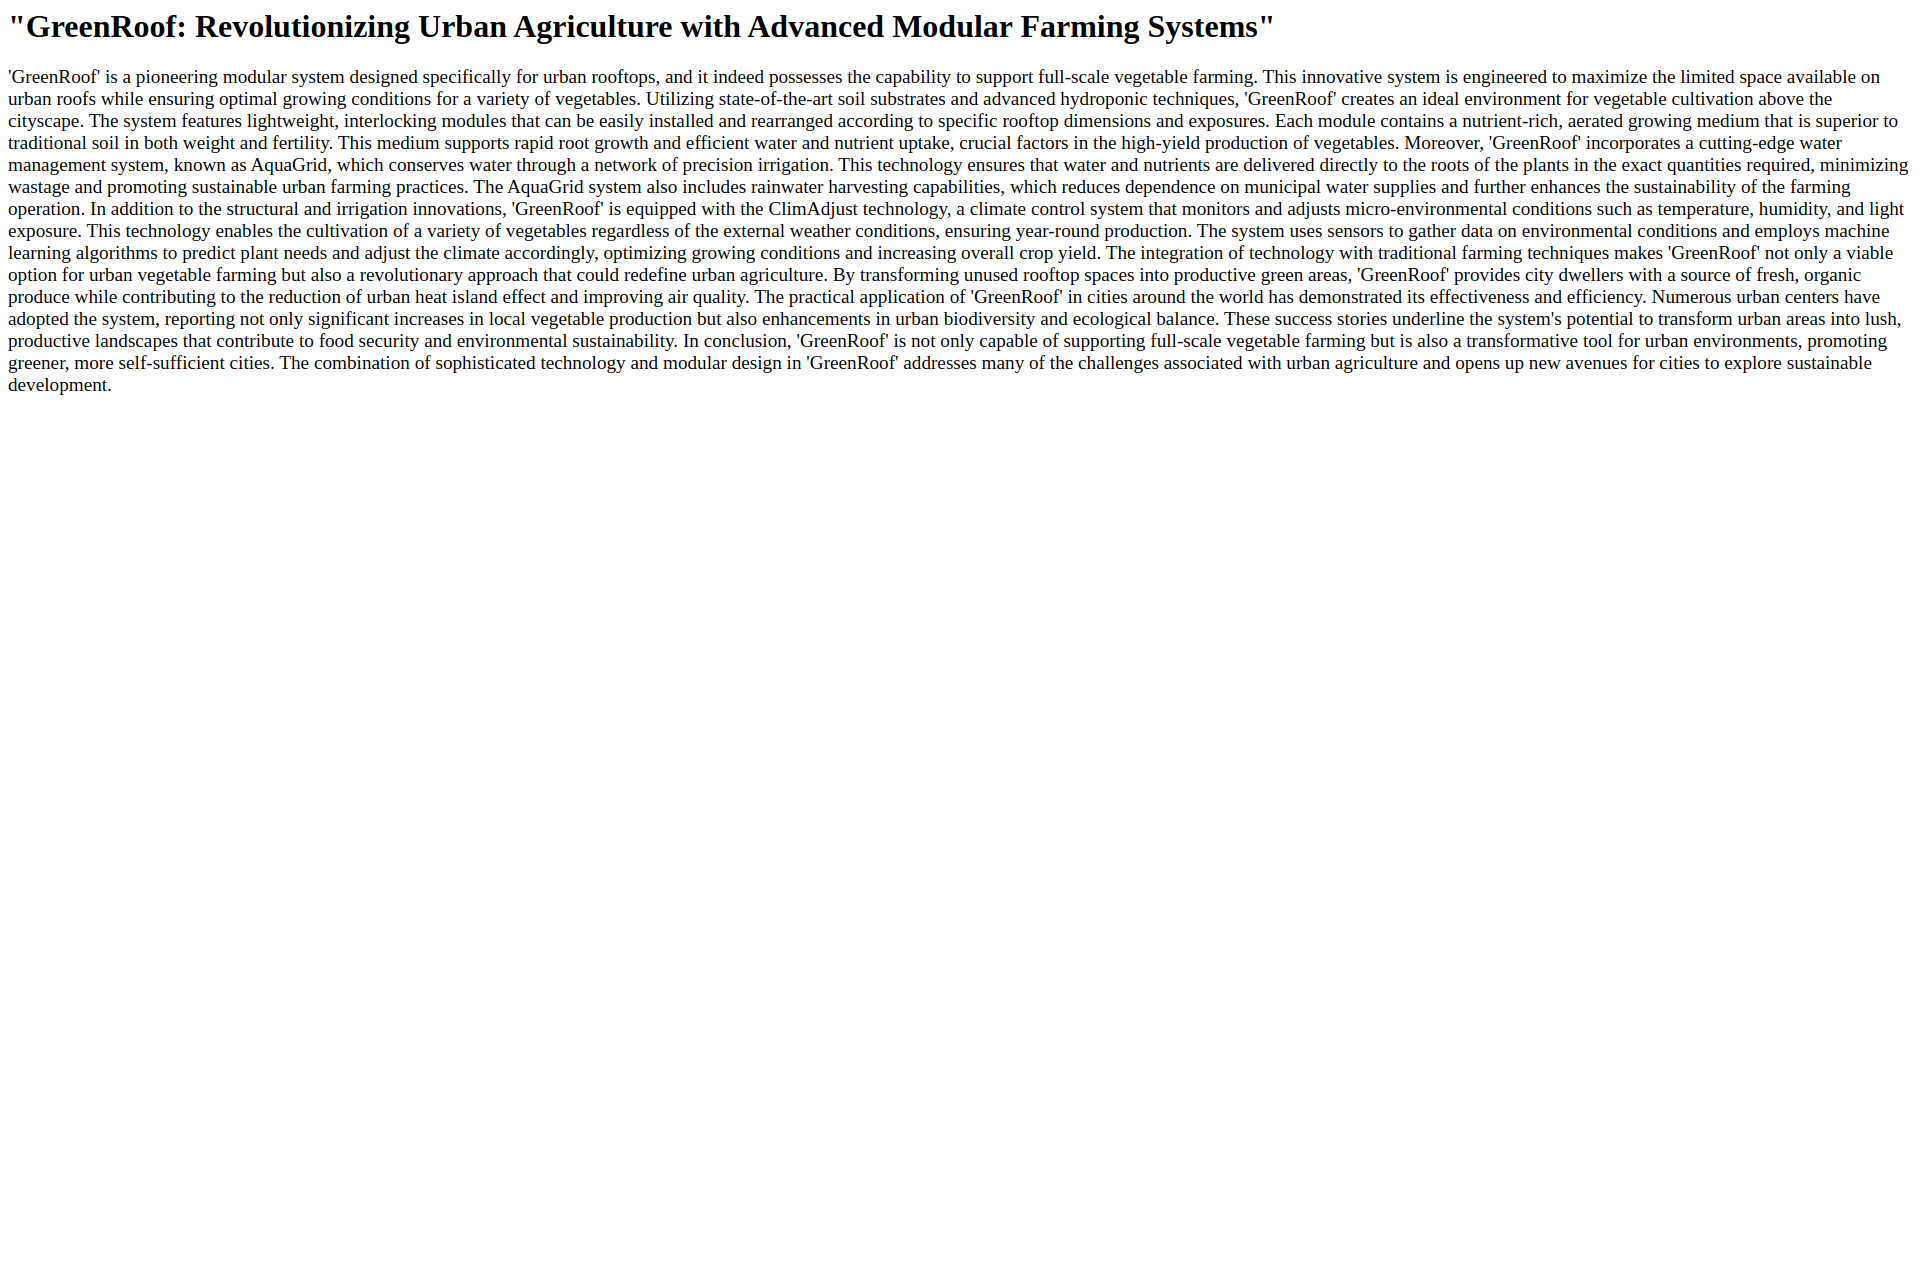 "GreenRoof: Revolutionizing Urban Agriculture with Advanced Modular Farming Systems"
'GreenRoof' is a pioneering modular system designed specifically for urban rooftops, and it indeed possesses the capability to support full-scale vegetable farming. This innovative system is engineered to maximize the limited space available on
urban roofs while ensuring optimal growing conditions for a variety of vegetables. Utilizing state-of-the-art soil substrates and advanced hydroponic techniques, 'GreenRoof' creates an ideal environment for vegetable cultivation above the
cityscape. The system features lightweight, interlocking modules that can be easily installed and rearranged according to specific rooftop dimensions and exposures. Each module contains a nutrient-rich, aerated growing medium that is superior to
traditional soil in both weight and fertility. This medium supports rapid root growth and efficient water and nutrient uptake, crucial factors in the high-yield production of vegetables. Moreover, 'GreenRoof' incorporates a cutting-edge water
management system, known as AquaGrid, which conserves water through a network of precision irrigation. This technology ensures that water and nutrients are delivered directly to the roots of the plants in the exact quantities required, minimizing
wastage and promoting sustainable urban farming practices. The AquaGrid system also includes rainwater harvesting capabilities, which reduces dependence on municipal water supplies and further enhances the sustainability of the farming
operation. In addition to the structural and irrigation innovations, 'GreenRoof' is equipped with the ClimAdjust technology, a climate control system that monitors and adjusts micro-environmental conditions such as temperature, humidity, and light
exposure. This technology enables the cultivation of a variety of vegetables regardless of the external weather conditions, ensuring year-round production. The system uses sensors to gather data on environmental conditions and employs machine
learning algorithms to predict plant needs and adjust the climate accordingly, optimizing growing conditions and increasing overall crop yield. The integration of technology with traditional farming techniques makes 'GreenRoof' not only a viable
option for urban vegetable farming but also a revolutionary approach that could redefine urban agriculture. By transforming unused rooftop spaces into productive green areas, 'GreenRoof' provides city dwellers with a source of fresh, organic
produce while contributing to the reduction of urban heat island effect and improving air quality. The practical application of 'GreenRoof' in cities around the world has demonstrated its effectiveness and efficiency. Numerous urban centers have
adopted the system, reporting not only significant increases in local vegetable production but also enhancements in urban biodiversity and ecological balance. These success stories underline the system's potential to transform urban areas into lush,
productive landscapes that contribute to food security and environmental sustainability. In conclusion, 'GreenRoof' is not only capable of supporting full-scale vegetable farming but is also a transformative tool for urban environments, promoting
greener, more self-sufficient cities. The combination of sophisticated technology and modular design in 'GreenRoof' addresses many of the challenges associated with urban agriculture and opens up new avenues for cities to explore sustainable
development.